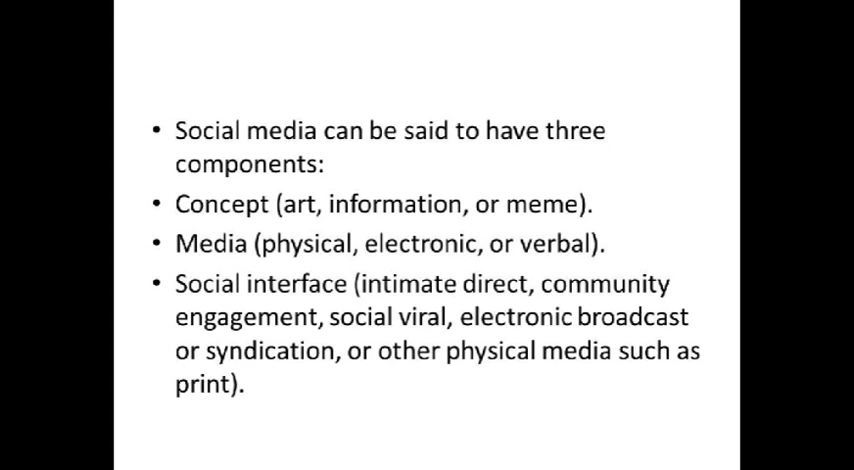 • Social media can be said to have three
components:
• Concept (art, information, or meme).
• Media (physical, electronic, or verbal).
• Social interface (intimate direct, community
engagement, social viral, electronic broadcast
or syndication, or other physical media such as
print).